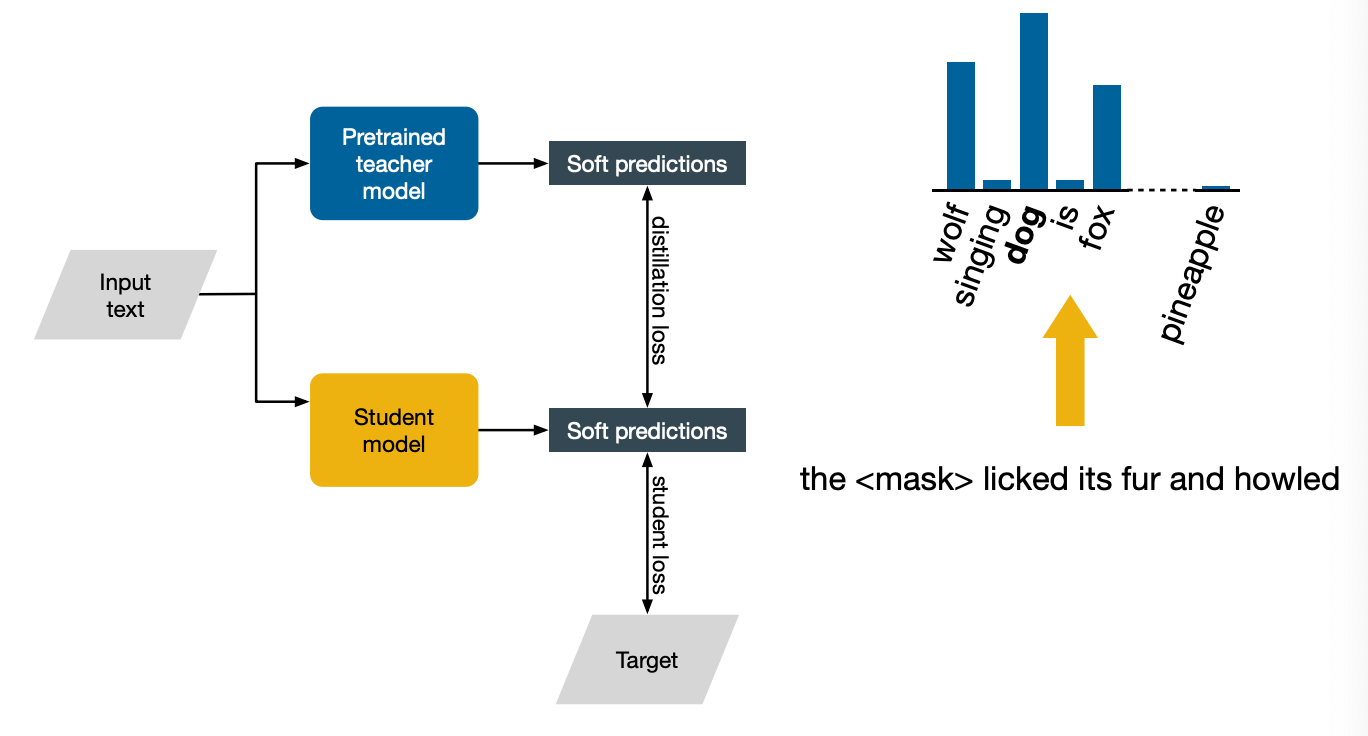 Pretrained
teacher
model
Soft predictions
distillation loss
Input
text
Student
model
Soft predictions
student loss
Target
wolf
singing
dog
is
fox
pineapple
the <mask> licked its fur and howled